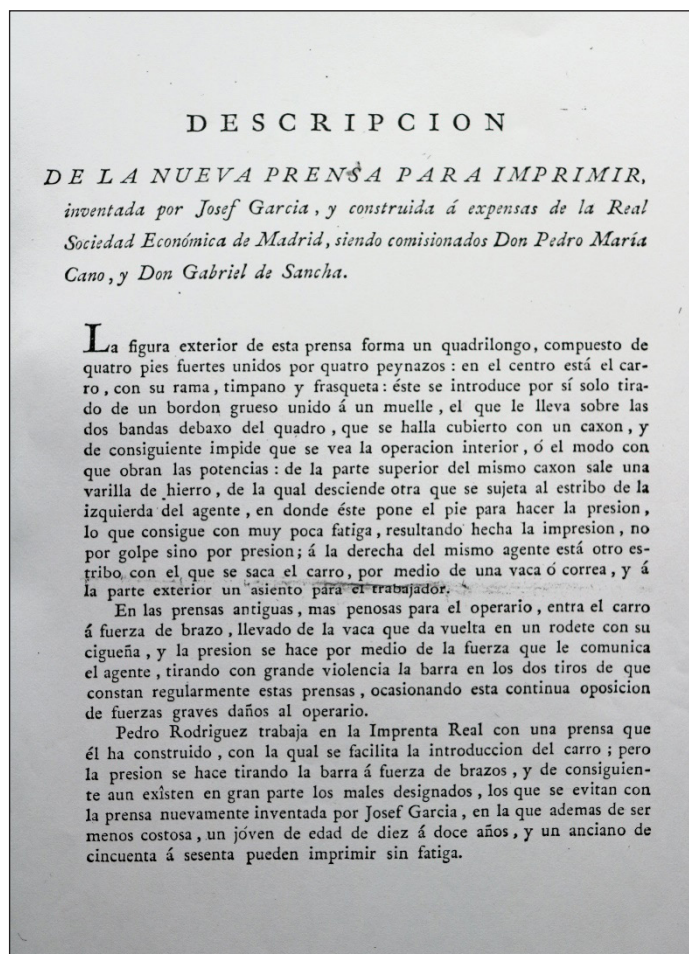 DESCRIPCION
DE LA NUEVA PRENSA PARA IMPRIMIR,
inventada por Josef Garcia, y construida á expensas de la Real
Sociedad Económica de Madrid, siendo comisionados Don Pedro María
Cano, y Don Gabriel de Sancha.
La figura exterior de esta prensa forma un quadrilongo, compuesto de
quatro pies fuertes unidos por quatro peynazos: en el centro está el car-
ro, con su rama, timpano y frasqueta: éste se introduce por sí solo tira-
do de un bordon grueso unido á un muelle, el que le lleva sobre las
dos bandas debaxo del quadro, que se halla cubierto con un caxon, y
de consiguiente impide que se vea la operacion interior, ó el modo con
que obran las potencias: de la parte superior del mismo caxon sale una
varilla de hierro, de la qual desciende otra que se sujeta al estribo de la
izquierda del agente, en donde éste pone el pie para hacer la presion,
lo que consigue con muy poca fatiga, resultando hecha la impresion, no
por golpe sino por presion; á la derecha del mismo agente está otro es-
tribo, con el que se saca el carro, por medio de una vaca ó correa, y á
la parte exterior un asiento para el trabajador.
En las prensas antiguas, mas penosas para el operario, entra el carro
á fuerza de brazo, llevado de la vaca que da vuelta en un rodete con su
cigueña, y la presion se hace por medio de la fuerza que le comunica
el agente, tirando con grande violencia la barra en los dos tiros de que
constan regularmente estas prensas, ocasionando esta continua oposicion
de fuerzas graves daños al operario.
Pedro Rodriguez trabaja en la Imprenta Real con una prensa que
él ha construido, con la qual se facilita la introduccion del carro; pero
la presion se hace tirando la barra á fuerza de brazos, y de consiguien-
te aun exîsten en gran parte los males designados, los que se evitan con
la prensa nuevamente inventada por Josef Garcia, en la que ademas de ser
menos costosa, un jóven de edad de diez á doce años, y un anciano de
cincuenta á sesenta pueden imprimir sin fatiga.